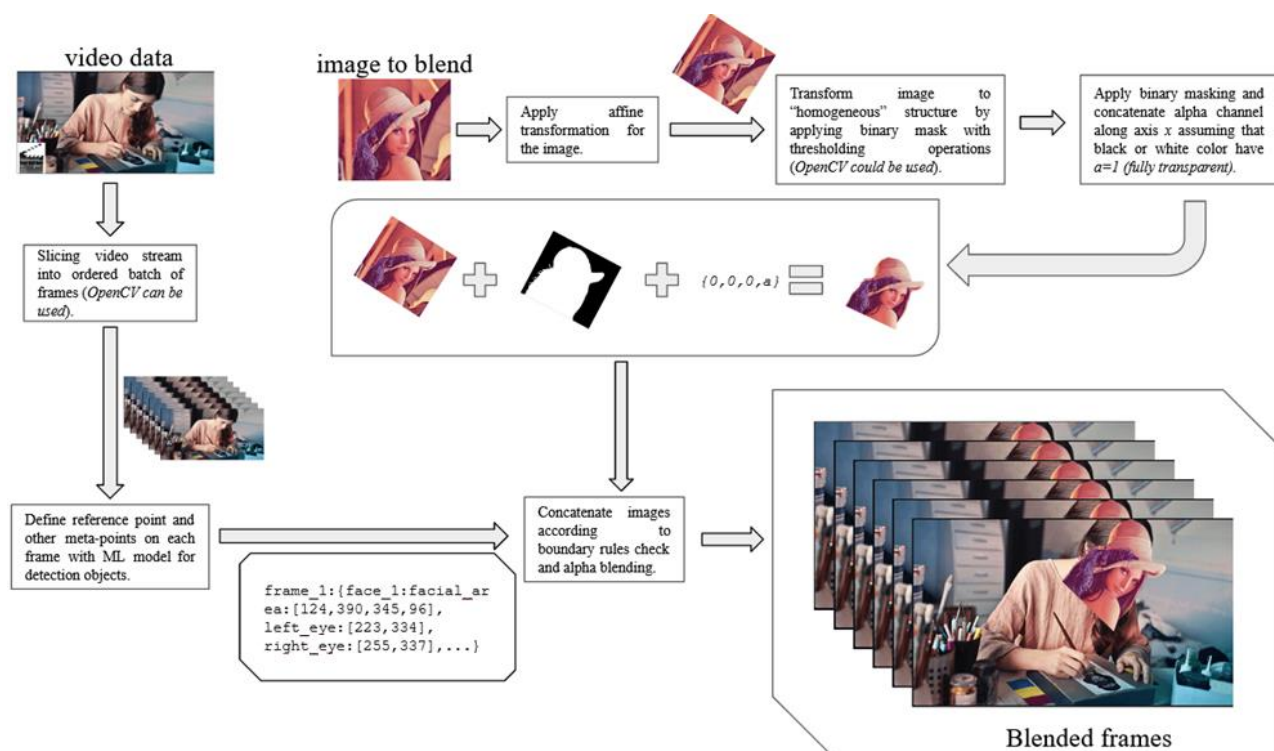 video data
image to blend
Apply affine
transformation for
the image.
Transform image to
“homogeneous” structure by
applying binary mask with
thresholding operations
(OpenCV could be used).
Apply binary masking and
concatenate alpha channel
along axis x assuming that
black or white color have
a=1 (fully transparent).
Slicing video stream
into ordered batch of
frames (OpenCV can be
used).
{0,0,0,a}
Define reference point and
other meta-points on each
frame with ML model for
detection objects.
frame_1:{face_1:facial_ar
ea:[124,390,345,96],
left_eye:[223,334],
right_eye:[255,337],...}
Concatenate images
according to
boundary rules check
and alpha blending.
Blended frames